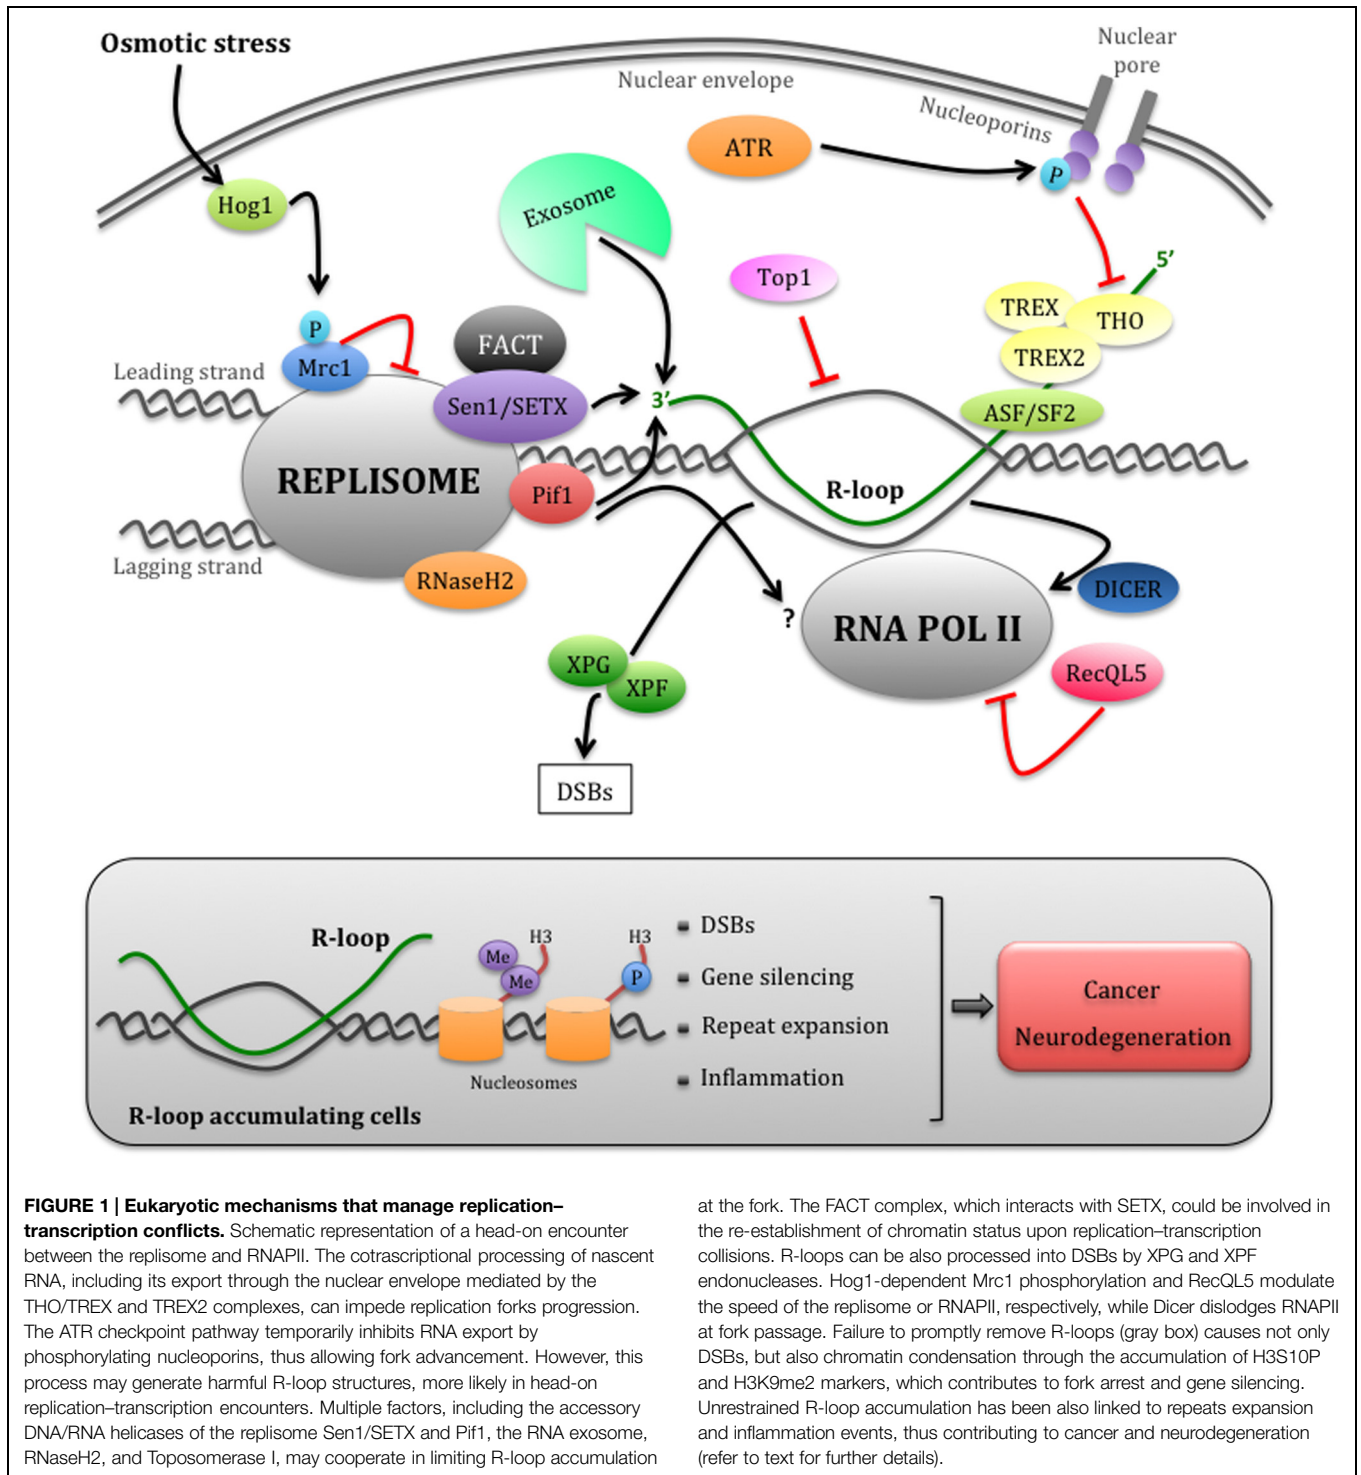 Osmotic stress
Nuclear
pore
Nuclear envelope
Nucleoporins
ATR
P
Hog1
Exosome
Top1
5'
TREX
THO
TREX2
P
FACT
Mrc1
Leading strand
Sen1/SETX
3'
ASF/SF2
REPLISOME
Pif1
R-loop
Lagging strand
RNaseH2
DICER
?
RNA POL II
XPG
XPF
RecQL5
DSBs
R-loop
H3
H3
Me
Me
P
DSBs
Gene silencing
Repeat expansion
Inflammation
Cancer
Neurodegeneration
Nucleosomes
R-loop accumulating cells
FIGURE 1 | Eukaryotic mechanisms that manage replication–
transcription conflicts. Schematic representation of a head-on encounter
between the replisome and RNAPII. The cotrascriptional processing of nascent
RNA, including its export through the nuclear envelope mediated by the
THO/TREX and TREX2 complexes, can impede replication forks progression.
The ATR checkpoint pathway temporarily inhibits RNA export by
phosphorylating nucleoporins, thus allowing fork advancement. However, this
process may generate harmful R-loop structures, more likely in head-on
replication–transcription encounters. Multiple factors, including the accessory
DNA/RNA helicases of the replisome Sen1/SETX and Pif1, the RNA exosome,
RNaseH2, and Toposomerase I, may cooperate in limiting R-loop accumulation
at the fork. The FACT complex, which interacts with SETX, could be involved in
the re-establishment of chromatin status upon replication–transcription
collisions. R-loops can be also processed into DSBs by XPG and XPF
endonucleases. Hog1-dependent Mrc1 phosphorylation and RecQL5 modulate
the speed of the replisome or RNAPII, respectively, while Dicer dislodges RNAPII
at fork passage. Failure to promptly remove R-loops (gray box) causes not only
DSBs, but also chromatin condensation through the accumulation of H3S10P
and H3K9me2 markers, which contributes to fork arrest and gene silencing.
Unrestrained R-loop accumulation has been also linked to repeats expansion
and inflammation events, thus contributing to cancer and neurodegeneration
(refer to text for further details).